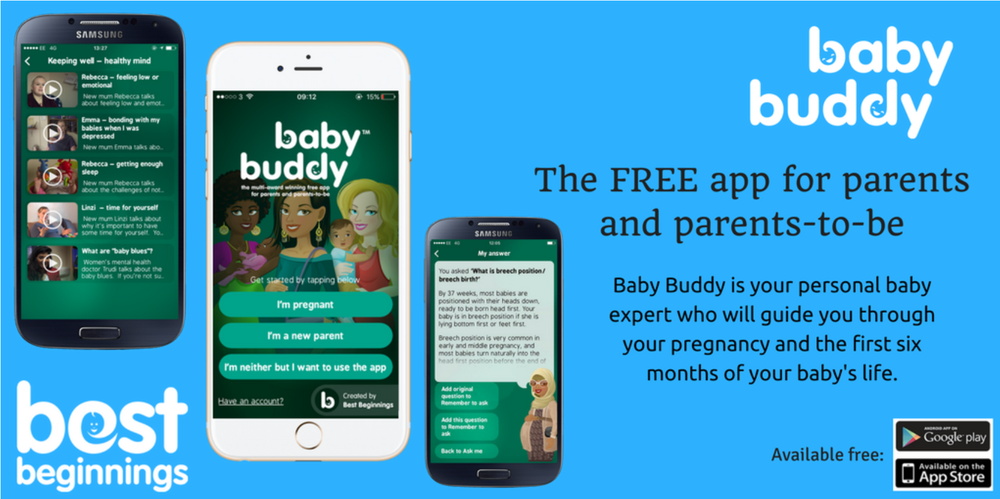 SAMSUNG
EE 4G 13:27
Keeping well – healthy mind
Rebecca – feeling low or
emotional
New mum Rebecca talks
about feeling low and emot...
Emma – bonding with my
babies when I was
depressed
New mum Emma talks abo...
Rebecca – getting enough
sleep
New mum Rebecca talks
about the challenges of not...
Linzi – time for yourself
New mum Linzi talks about
why it's important to have
some time for yourself. Yo...
What are "baby blues"?
Women's mental health
doctor Trudi talks about the
baby blues. If you're not su...
best
beginnings
3 09:12 15%
baby™
buddy
the multi-award winning free app
for parents and parents-to-be
Get started by tapping below
I'm pregnant
I'm a new parent
I'm neither but I want to use the app
Have an account?
b
Created by
Best Beginnings
SAMSUNG
EE 4G 12:05
My answer
You asked 'What is breech position/
breech birth?'
By 37 weeks, most babies are
positioned with their heads down,
ready to be born head first. Your
baby is in breech position if she is
lying bottom first or feet first.
Breech position is very common in
early and middle pregnancy, and
most babies turn naturally into the
head first position before the end of
Add original
question to
Remember to ask
Add this question
to Remember to
ask
Back to Ask me
baby
buddy
The FREE app for parents
and parents-to-be
Baby Buddy is your personal baby
expert who will guide you through
your pregnancy and the first six
months of your baby's life.
Available free:
ANDROID APP ON
Google play
Available on the
App Store